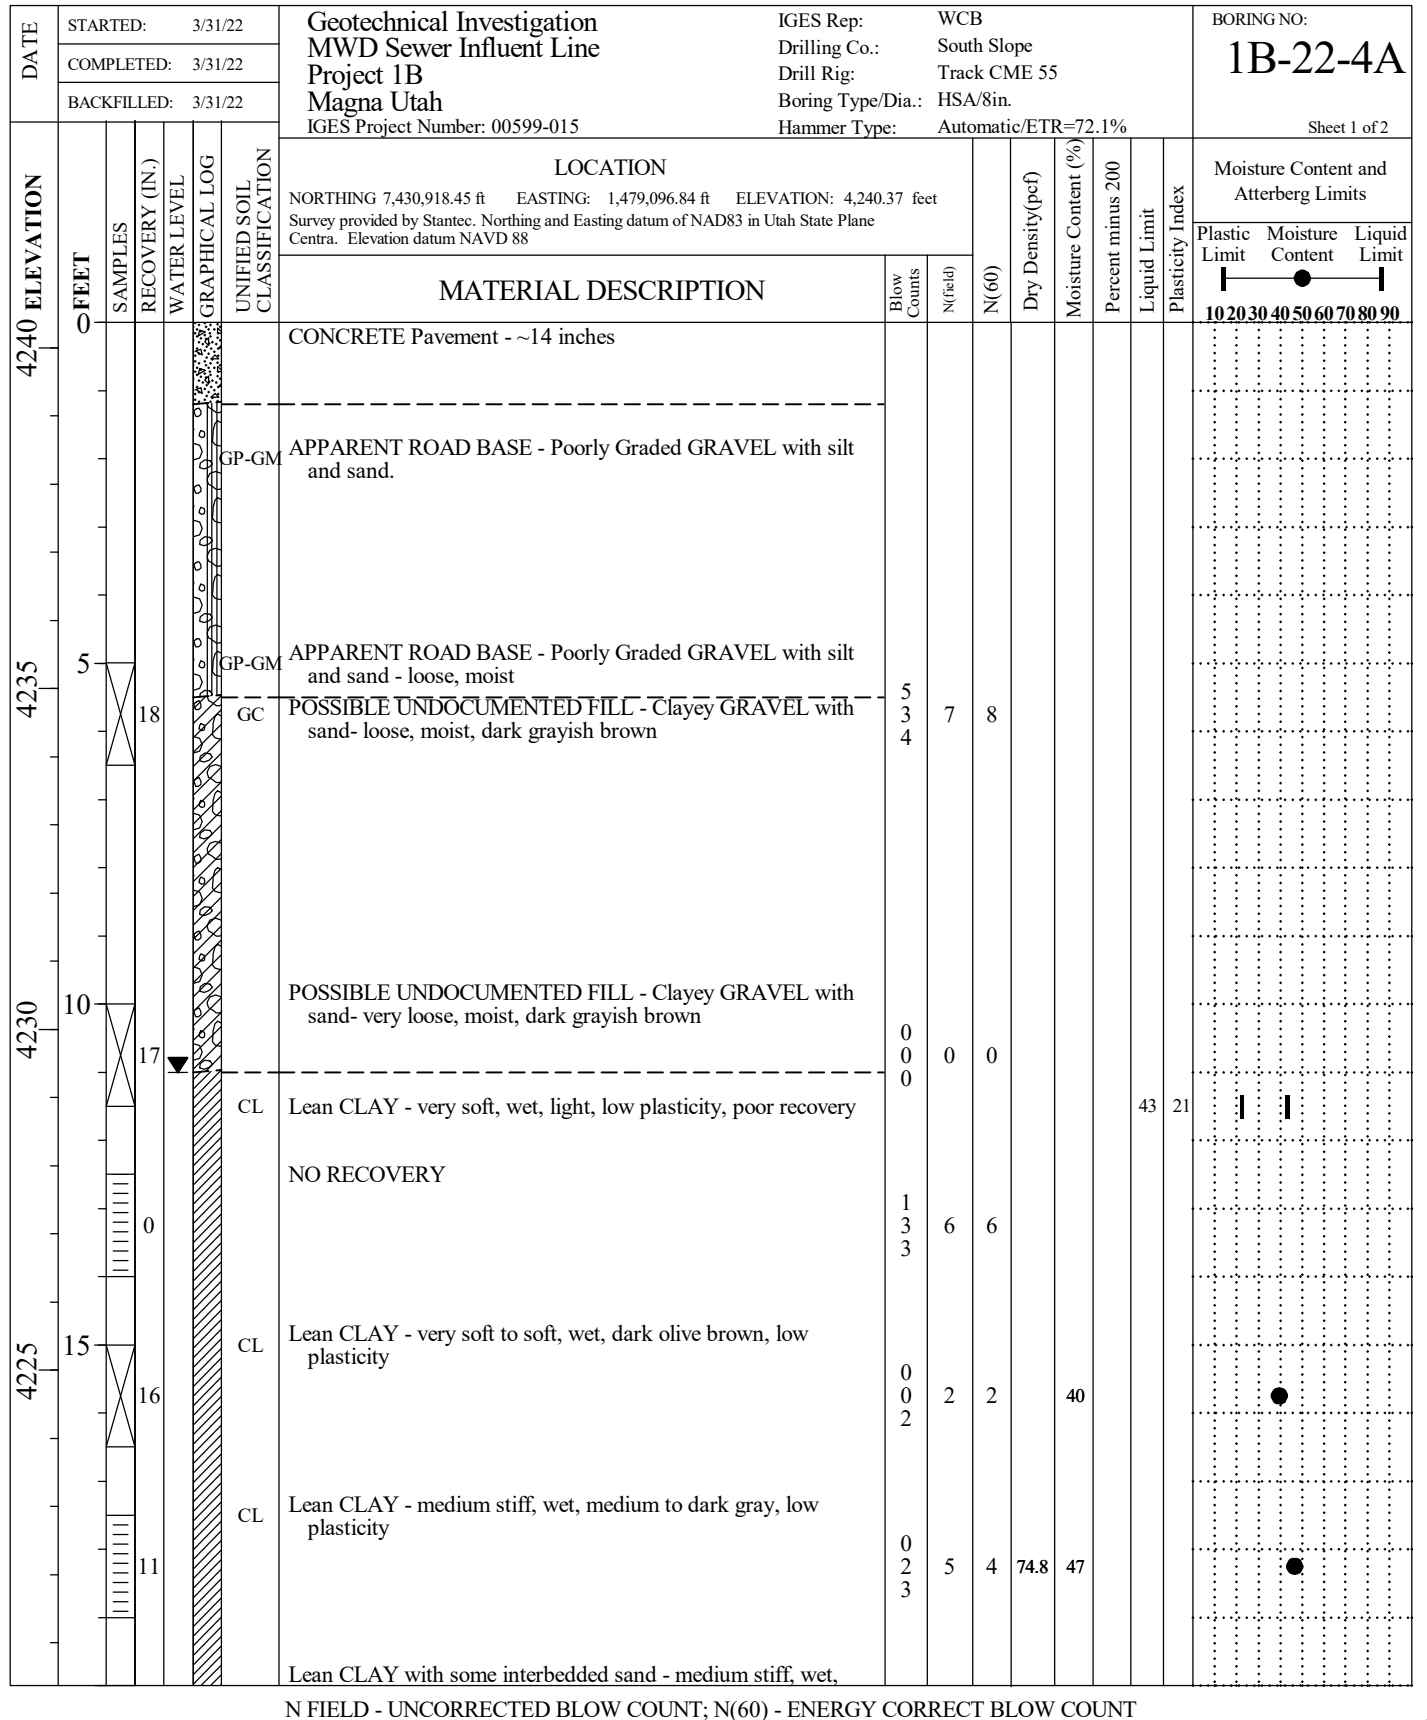 DATE
STARTED: 3/31/22
COMPLETED: 3/31/22
BACKFILLED: 3/31/22
Geotechnical Investigation
MWD Sewer Influent Line
Project 1B
Magna Utah
IGES Project Number: 00599-015
IGES Rep: WCB
Drilling Co.: South Slope
Drill Rig: Track CME 55
Boring Type/Dia.: HSA/8in.
Hammer Type: Automatic/ETR=72.1%
BORING NO:
1B-22-4A
Sheet 1 of 2
ELEVATION
FEET
SAMPLES
RECOVERY (IN.)
WATER LEVEL
GRAPHICAL LOG
UNIFIED SOIL
CLASSIFICATION
LOCATION
NORTHING 7,430,918.45 ft EASTING: 1,479,096.84 ft ELEVATION: 4,240.37 feet
Survey provided by Stantec. Northing and Easting datum of NAD83 in Utah State Plane
Centra. Elevation datum NAVD 88
MATERIAL DESCRIPTION
Blow
Counts
N(field)
N(60)
Dry Density(pcf)
Moisture Content (%)
Percent minus 200
Liquid Limit
Plasticity Index
Moisture Content and
Atterberg Limits
Plastic Moisture Liquid
Limit Content Limit
10 20 30 40 50 60 70 80 90
0
4240
CONCRETE Pavement - ~14 inches
GP-GM APPARENT ROAD BASE - Poorly Graded GRAVEL with silt
and sand.
5
4235
GP-GM APPARENT ROAD BASE - Poorly Graded GRAVEL with silt
and sand - loose, moist
5
18 GC POSSIBLE UNDOCUMENTED FILL - Clayey GRAVEL with 3 7 8
sand- loose, moist, dark grayish brown 4
10
4230
POSSIBLE UNDOCUMENTED FILL - Clayey GRAVEL with
sand- very loose, moist, dark grayish brown
0
17 0 0 0
0
CL Lean CLAY - very soft, wet, light, low plasticity, poor recovery 43 21
NO RECOVERY
1
0 3 6 6
3
15
4225
CL Lean CLAY - very soft to soft, wet, dark olive brown, low
plasticity
0
16 0 2 2 40
2
CL Lean CLAY - medium stiff, wet, medium to dark gray, low
plasticity
0
11 2 5 4 74.8 47
3
Lean CLAY with some interbedded sand - medium stiff, wet,
N FIELD - UNCORRECTED BLOW COUNT; N(60) - ENERGY CORRECT BLOW COUNT